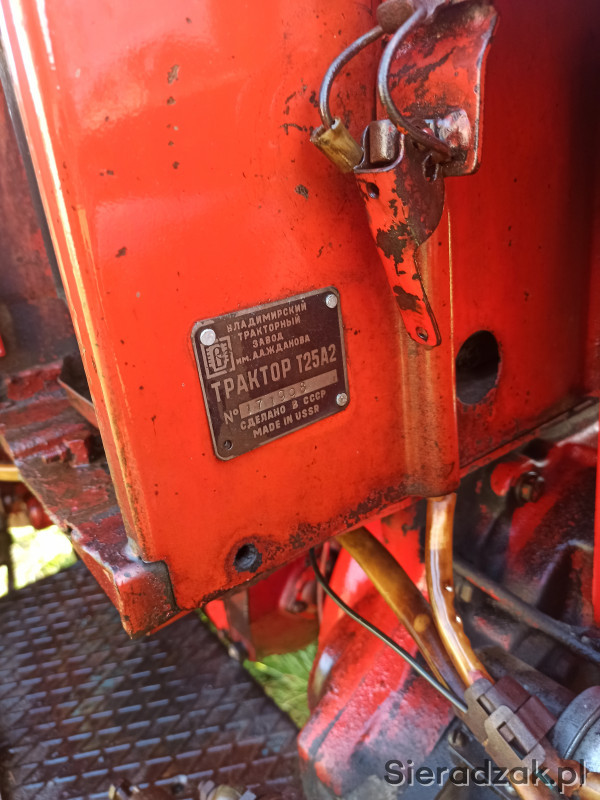 ВЛАДИМИРСКИЙ
ТРАКТОРНЫЙ
ЗАВОД
ИМ. А.А.ЖДАНОВА
ТРАКТОР Т25А2
№
СДЕЛАНО В СССР
MADE IN USSR
Sieradzak.pl